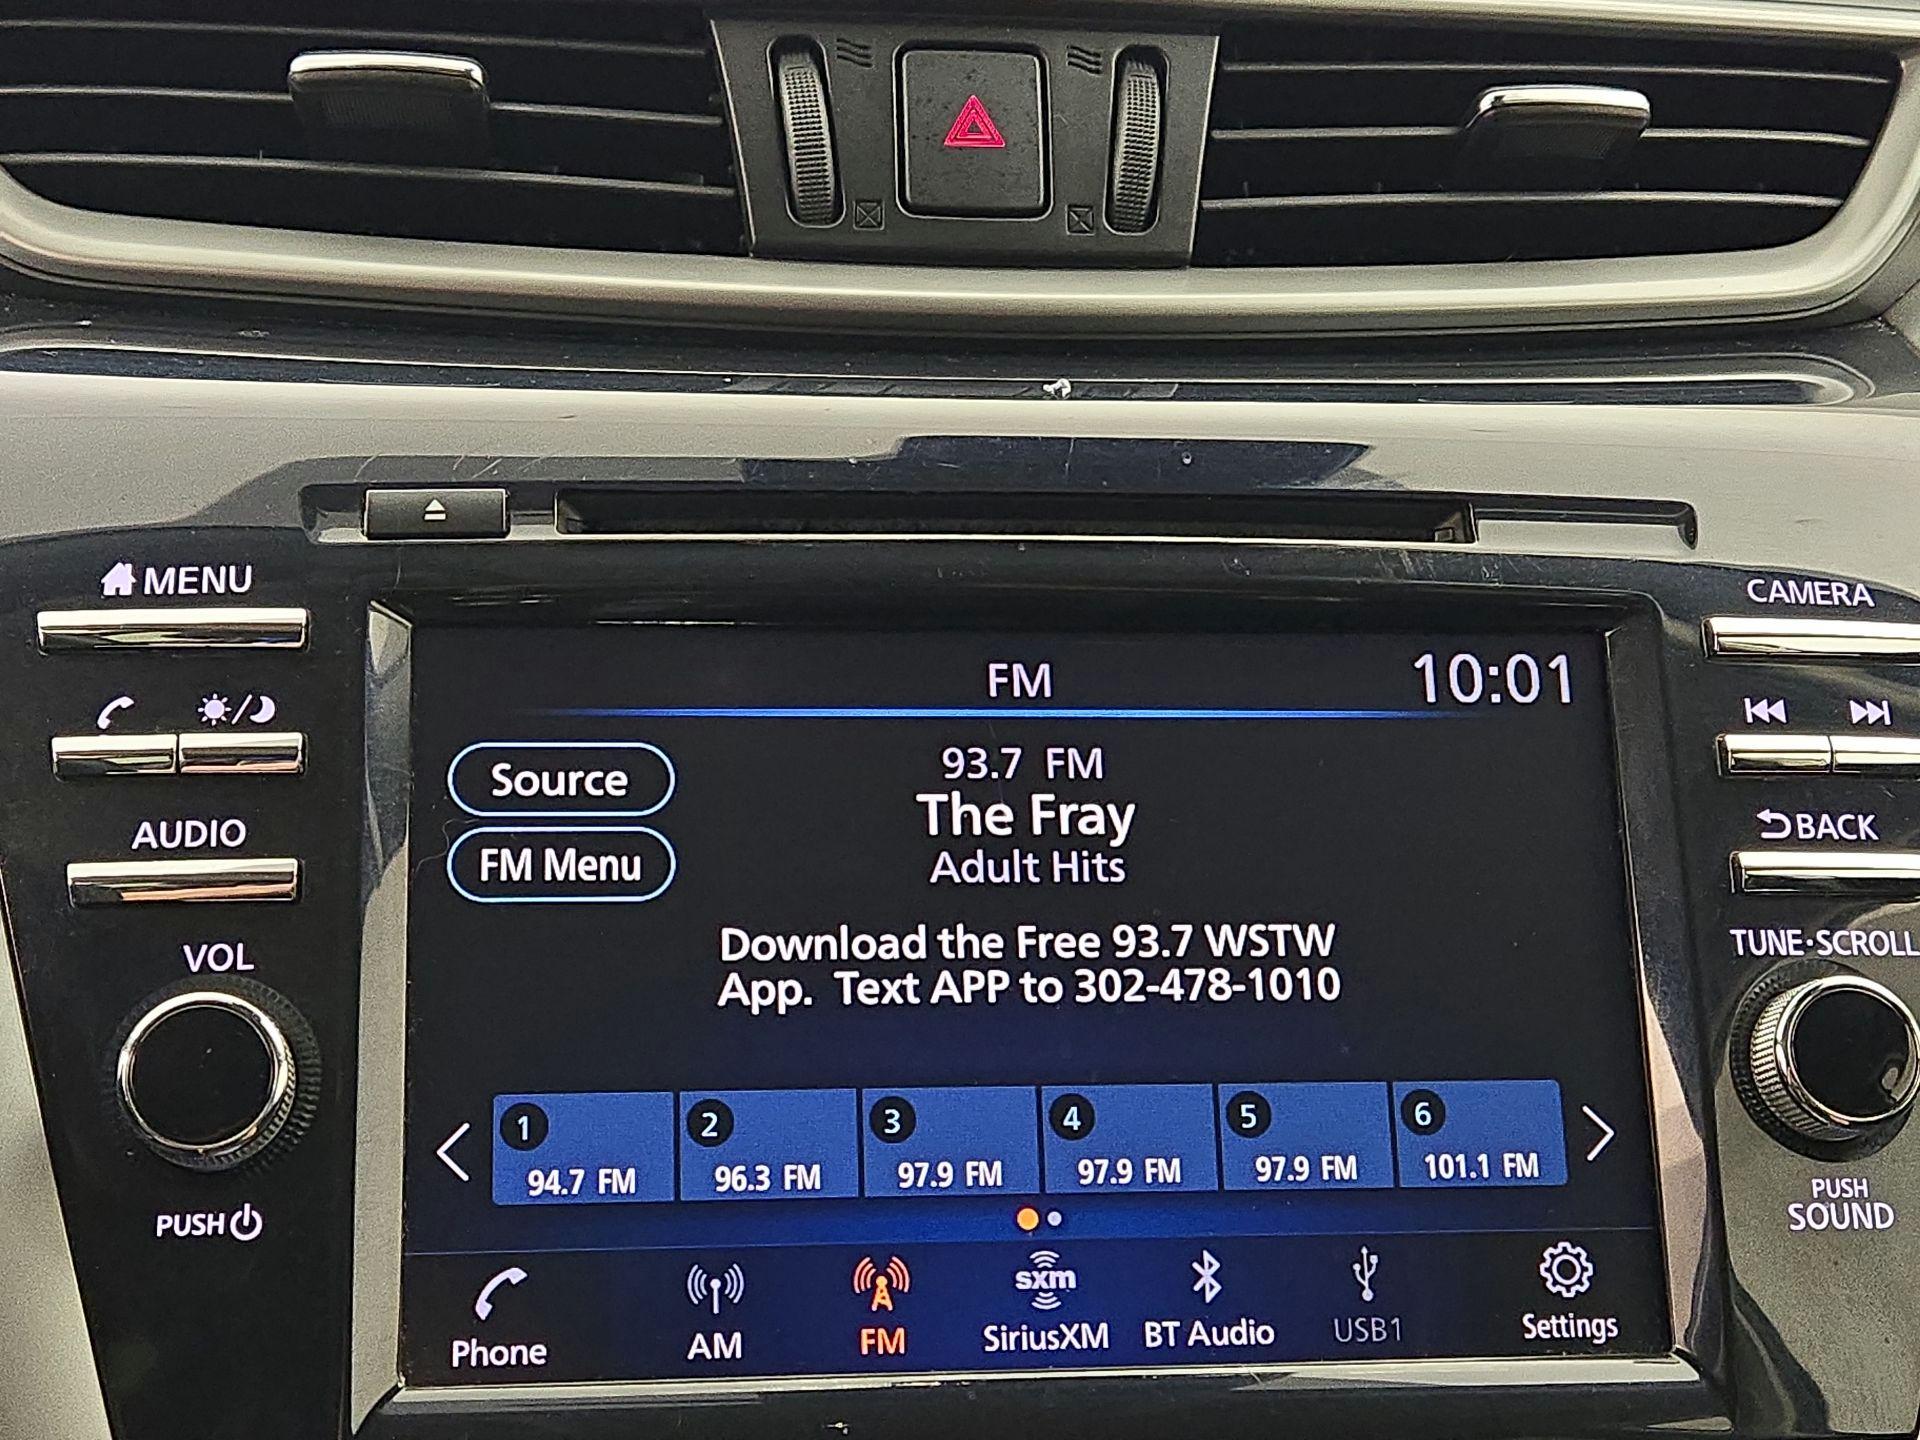 MENU
CAMERA
FM
10:01
93.7 FM
Source
The Fray
FM Menu
Adult Hits
AUDIO
BACK
Download the Free 93.7 WSTW
App. Text APP to 302-478-1010
VOL
TUNE·SCROLL
1
2
3
4
5
6
94.7 FM
96.3 FM
97.9 FM
97.9 FM
97.9 FM
101.1 FM
PUSH
PUSH
SOUND
sxm
Phone
AM
FM
SiriusXM
BT Audio
USB1
Settings